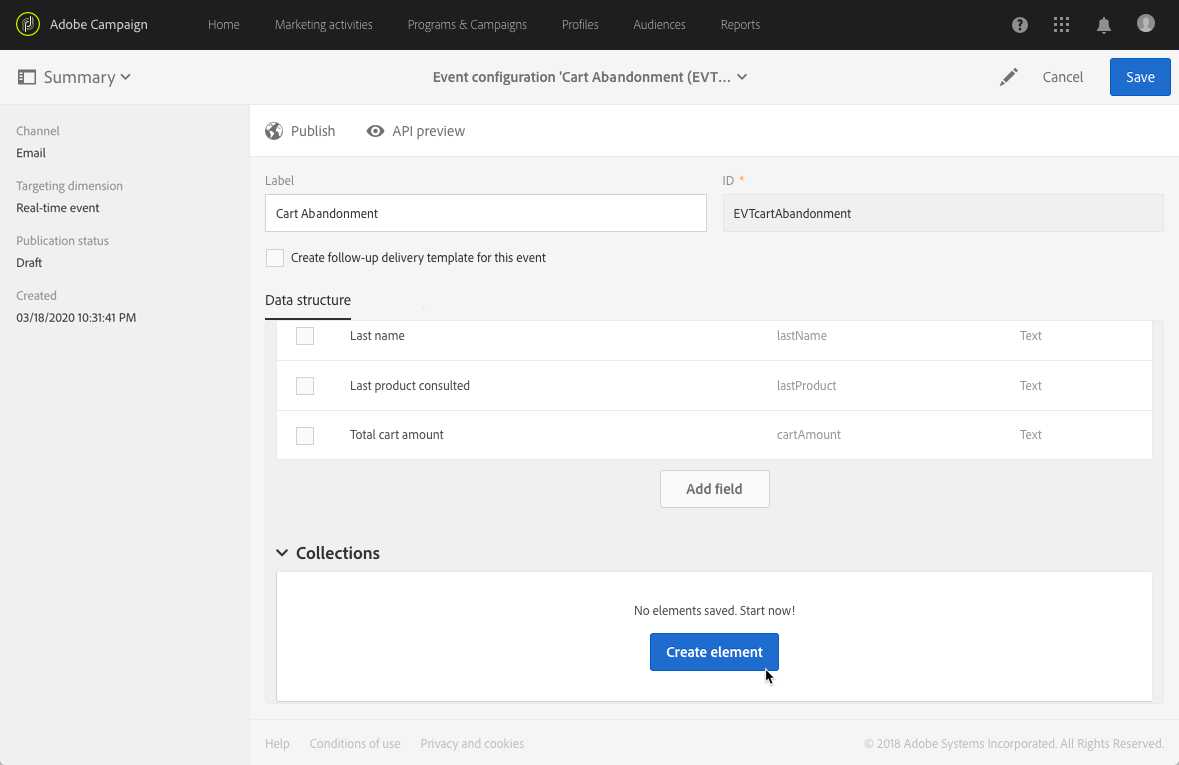 Adobe Campaign Home Marketing activities Programs & Campaigns Profiles Audiences Reports
Summary Event configuration 'Cart Abandonment (EVT... Cancel Save
Channel
Email
Targeting dimension
Real-time event
Publication status
Draft
Created
03/18/2020 10:31:41 PM
Publish API preview
Label ID *
Cart Abandonment EVTcartAbandonment
Create follow-up delivery template for this event
Data structure
Last name lastName Text
Last product consulted lastProduct Text
Total cart amount cartAmount Text
Add field
Collections
No elements saved. Start now!
Create element
Help Conditions of use Privacy and cookies © 2018 Adobe Systems Incorporated. All Rights Reserved.